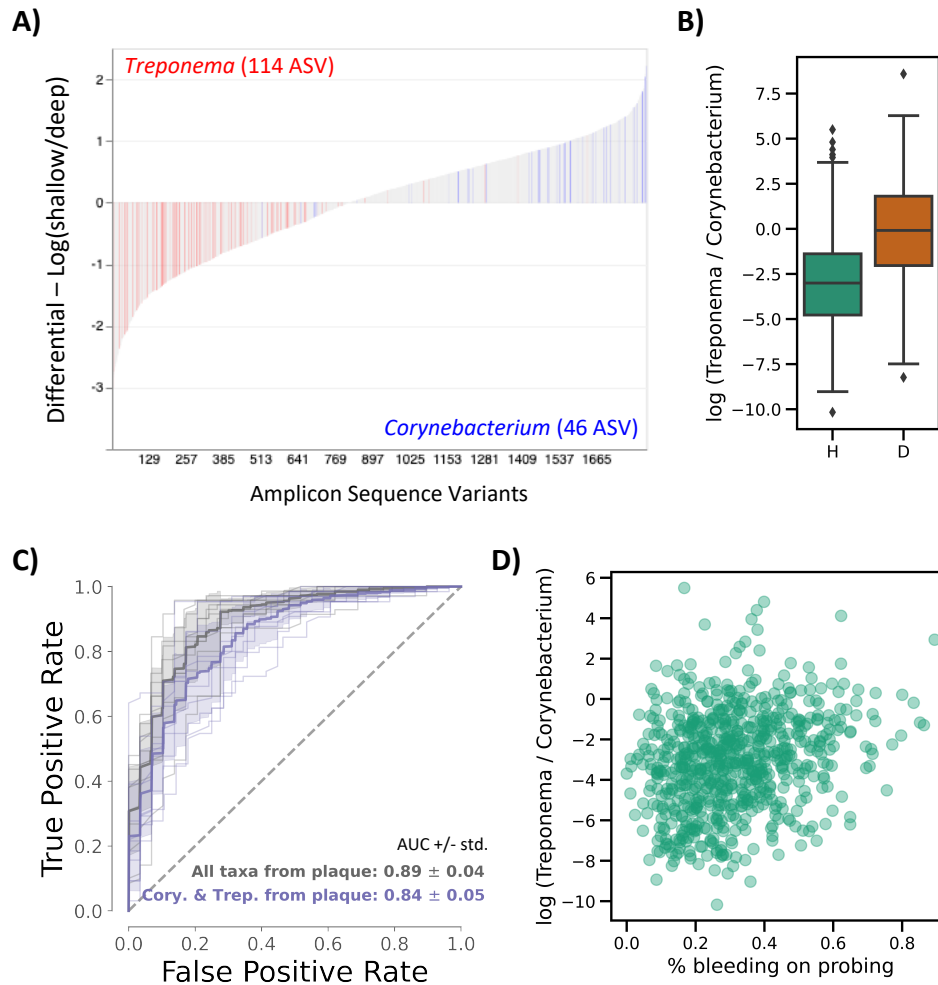 A)
Differential – Log(shallow/deep)
2
1
0
-1
-2
-3
Treponema (114 ASV)
Corynebacterium (46 ASV)
129 257 385 513 641 769 897 1025 1153 1281 1409 1537 1665
Amplicon Sequence Variants
B)
log (Treponema / Corynebacterium)
7.5
5.0
2.5
0.0
−2.5
−5.0
−7.5
−10.0
H D
C)
True Positive Rate
1.0
0.8
0.6
0.4
0.2
0.0
AUC +/- std.
All taxa from plaque: 0.89 ± 0.04
Cory. & Trep. from plaque: 0.84 ± 0.05
0.0 0.2 0.4 0.6 0.8 1.0
False Positive Rate
D)
log (Treponema / Corynebacterium)
6
4
2
0
−2
−4
−6
−8
−10
0.0 0.2 0.4 0.6 0.8
% bleeding on probing